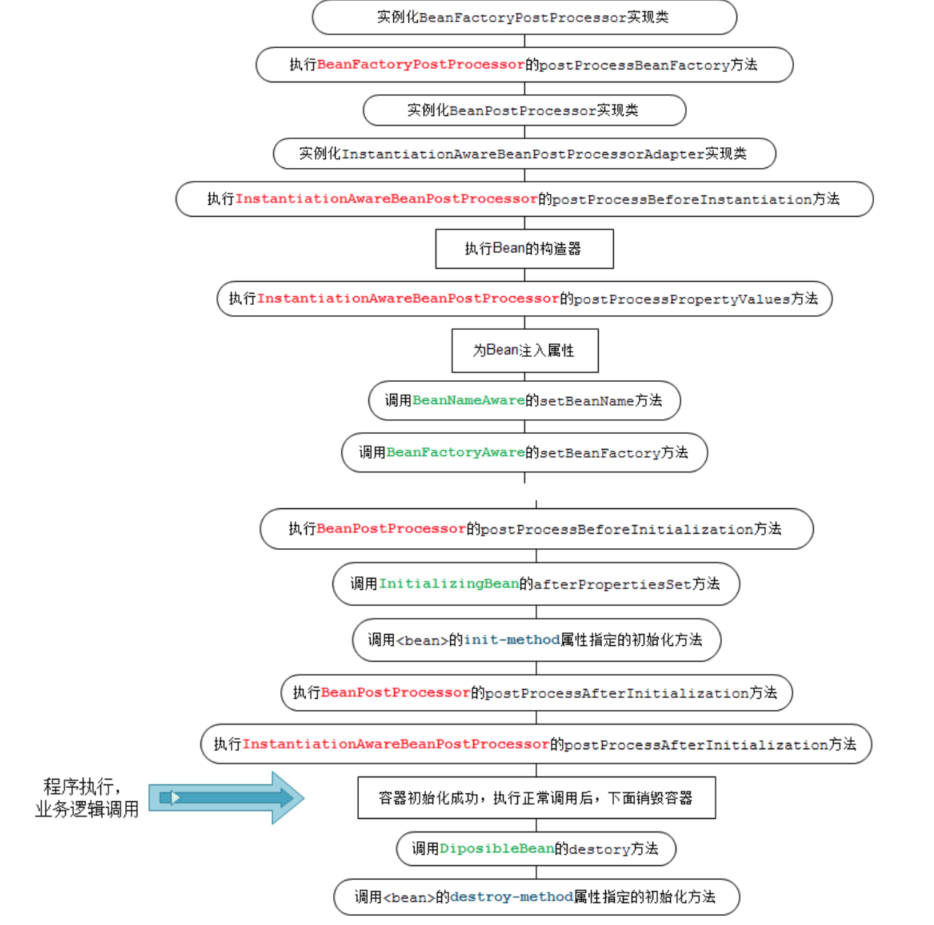 实例化BeanFactoryPostProcessor实现类
执行BeanFactoryPostProcessor的postProcessBeanFactory方法
实例化BeanPostProcessor实现类
实例化InstantiationAwareBeanPostProcessorAdapter实现类
执行InstantiationAwareBeanPostProcessor的postProcessBeforeInstantiation方法
执行Bean的构造器
执行InstantiationAwareBeanPostProcessor的postProcessPropertyValues方法
为Bean注入属性
调用BeanNameAware的setBeanName方法
调用BeanFactoryAware的setBeanFactory方法
执行BeanPostProcessor的postProcessBeforeInitialization方法
调用InitializingBean的afterPropertiesSet方法
调用<bean>的init-method属性指定的初始化方法
执行BeanPostProcessor的postProcessAfterInitialization方法
执行InstantiationAwareBeanPostProcessor的postProcessAfterInitialization方法
程序执行，
业务逻辑调用
容器初始化成功，执行正常调用后，下面销毁容器
调用DiposibleBean的destory方法
调用<bean>的destroy-method属性指定的初始化方法